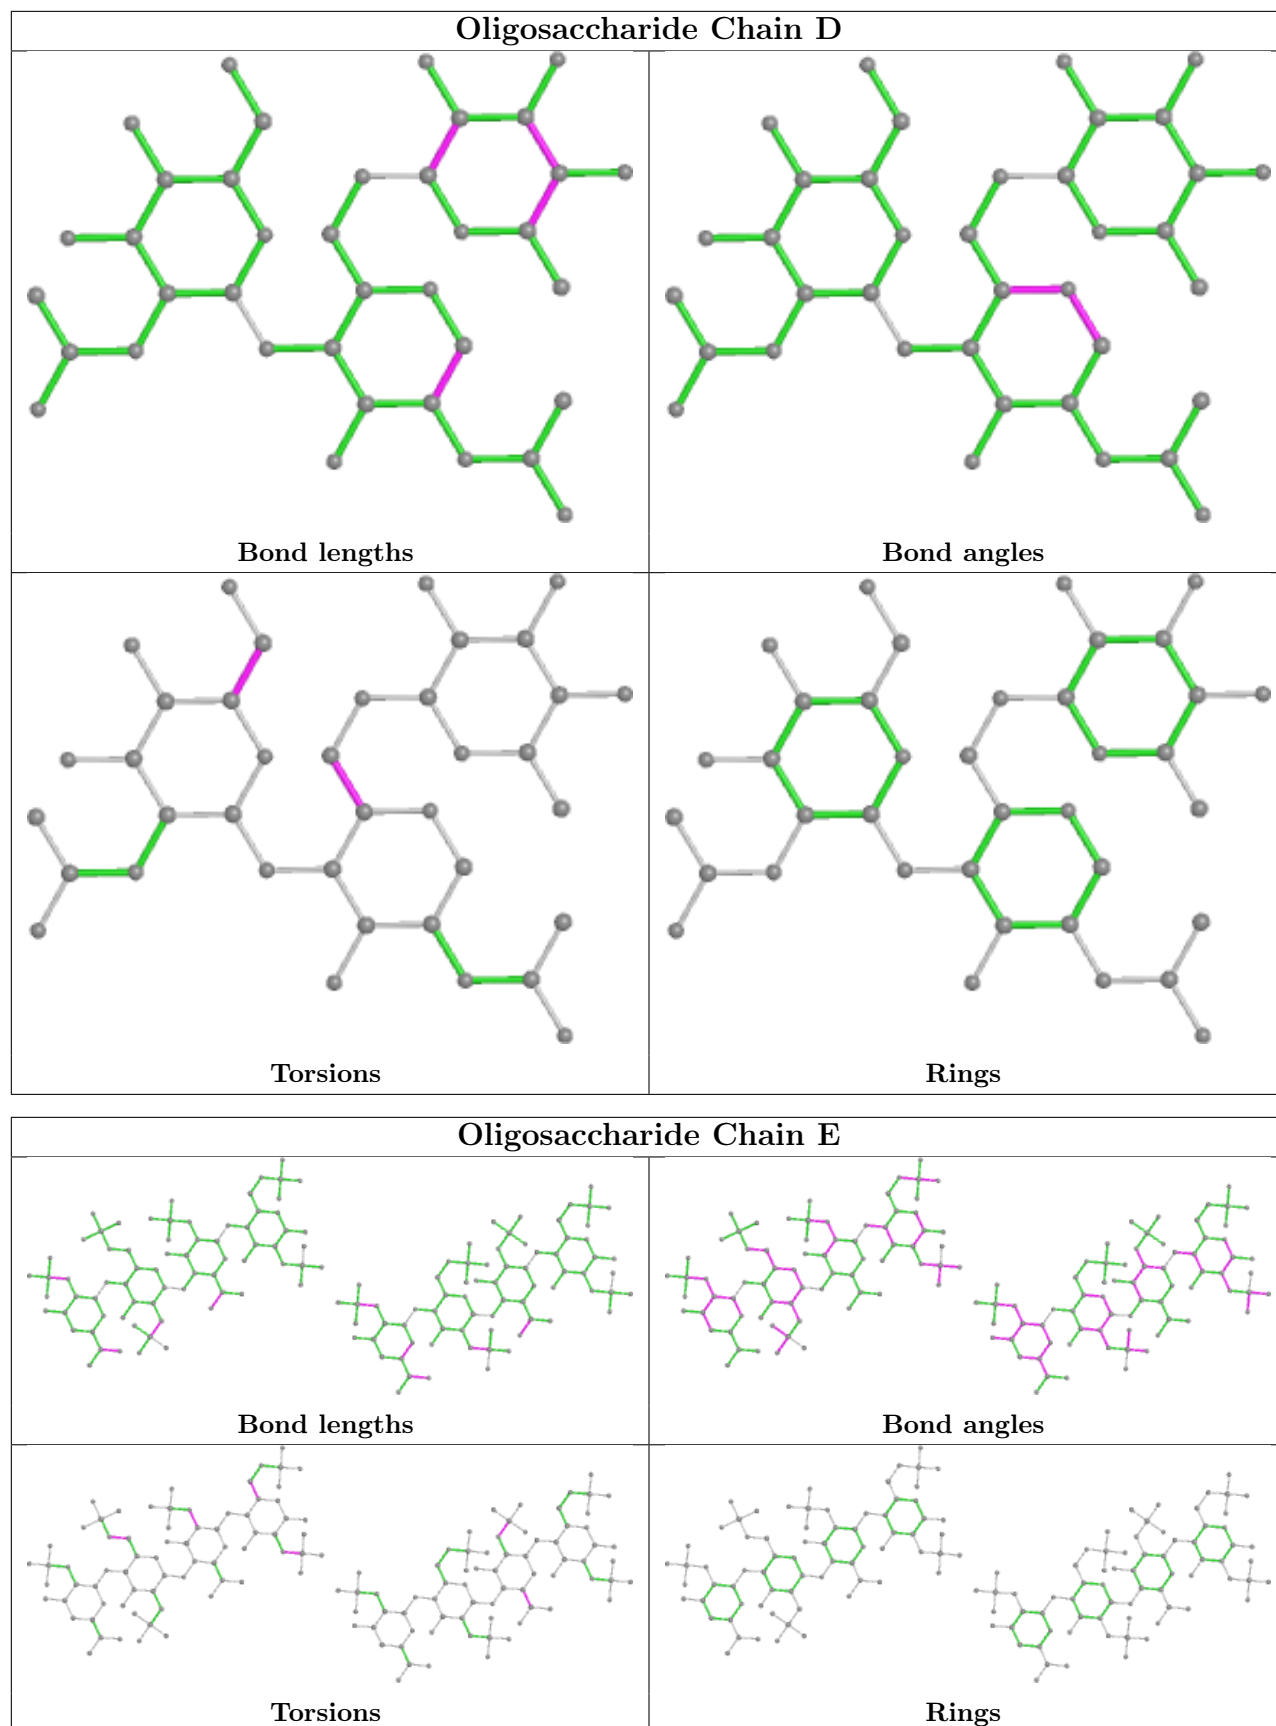 Oligosaccharide Chain D
Bond lengths
Bond angles
Torsions
Rings
Oligosaccharide Chain E
Bond lengths
Bond angles
Torsions
Rings